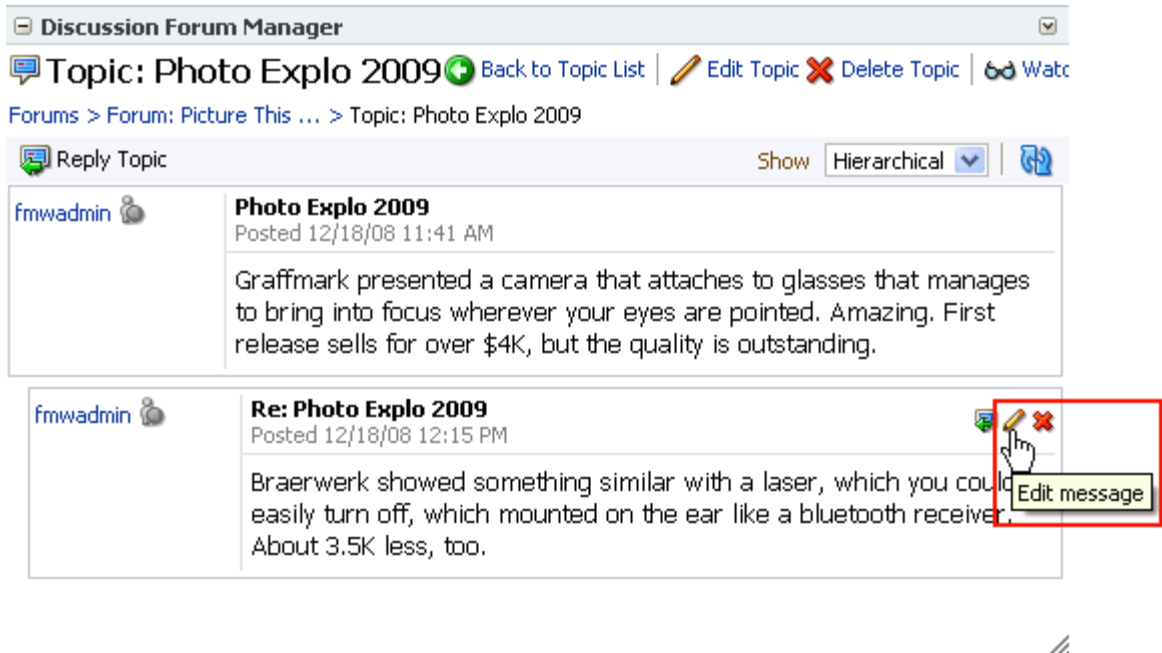 Discussion Forum Manager
Topic: Photo Explo 2009 Back to Topic List | Edit Topic Delete Topic | Watc
Forums > Forum: Picture This ... > Topic: Photo Explo 2009
Reply Topic Show Hierarchical
fmwadmin Photo Explo 2009
Posted 12/18/08 11:41 AM
Graffmark presented a camera that attaches to glasses that manages
to bring into focus wherever your eyes are pointed. Amazing. First
release sells for over $4K, but the quality is outstanding.
fmwadmin Re: Photo Explo 2009
Posted 12/18/08 12:15 PM
Braerwerk showed something similar with a laser, which you could
Edit message
easily turn off, which mounted on the ear like a bluetooth receiver.
About 3.5K less, too.